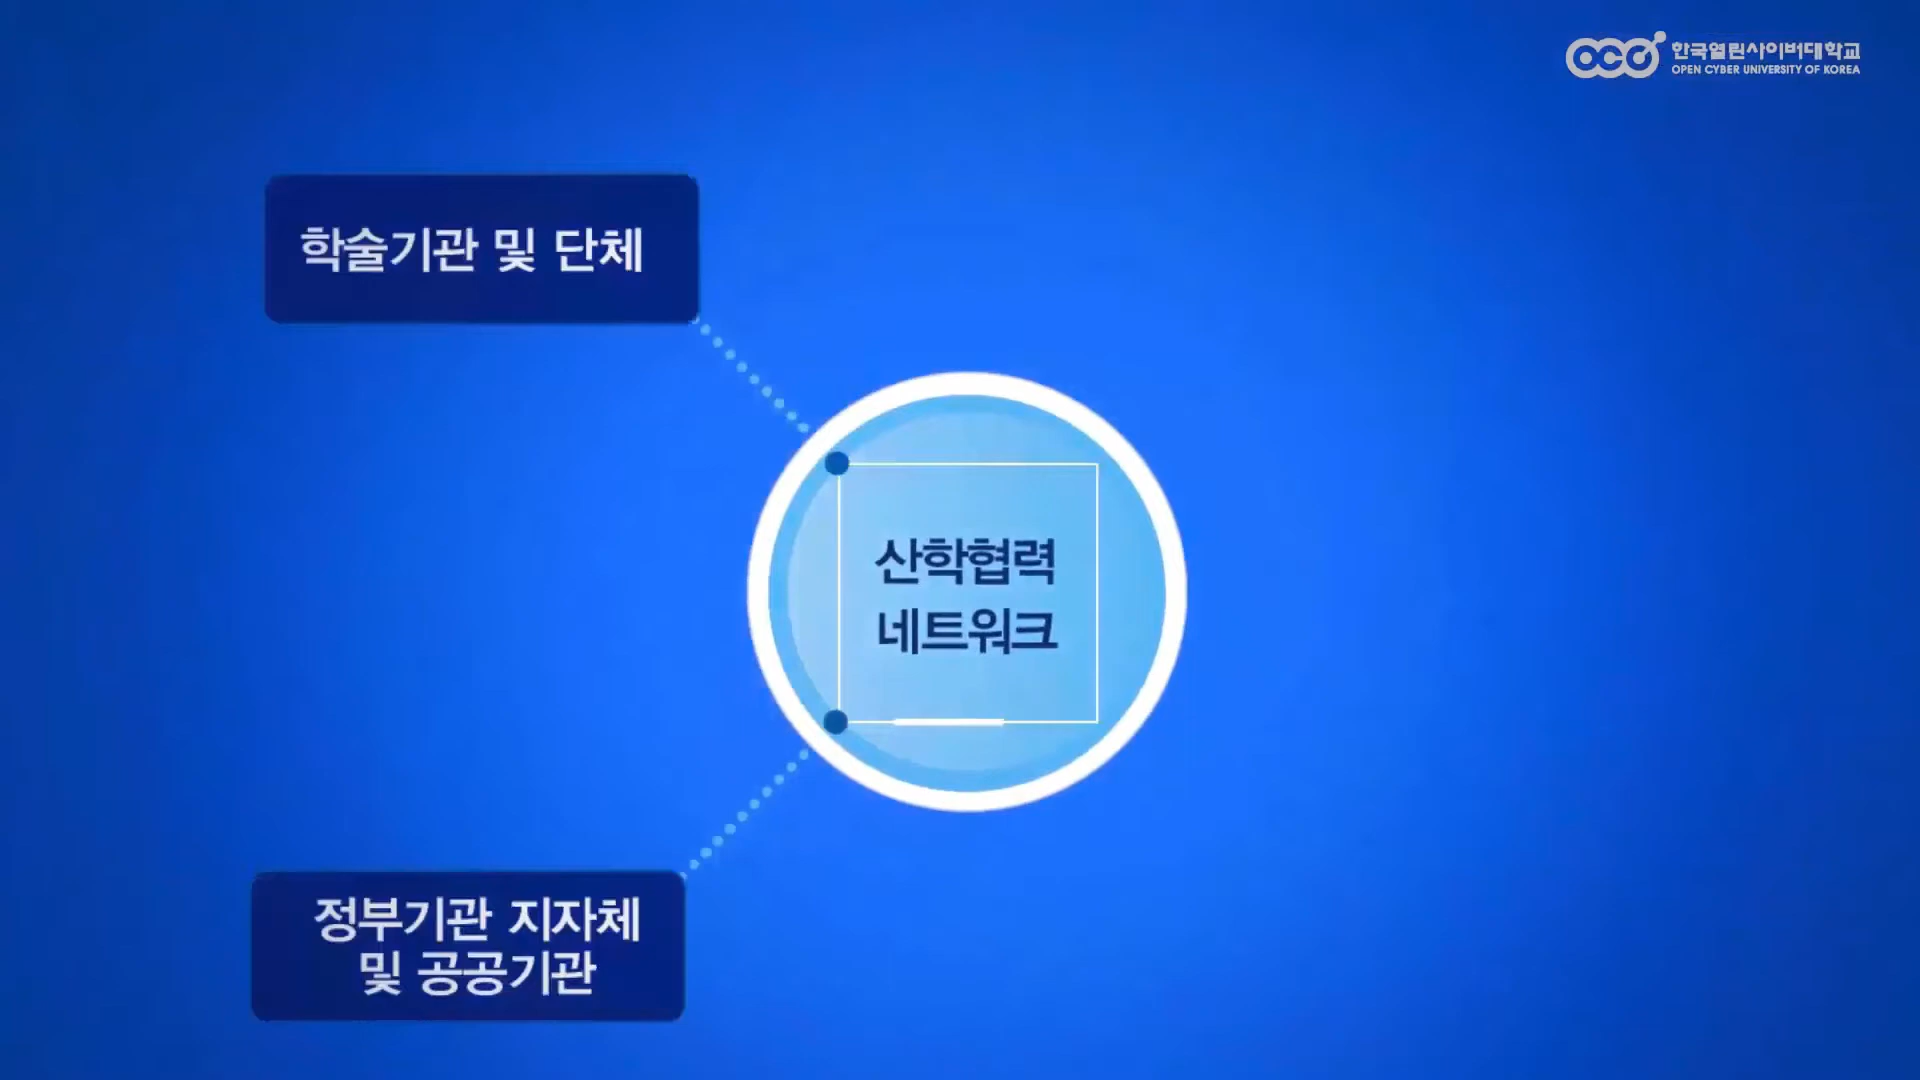 한국열린사이버대학교
OPEN CYBER UNIVERSITY OF KOREA
학술기관 및 단체
산학협력
네트워크
정부기관 지자체
및 공공기관